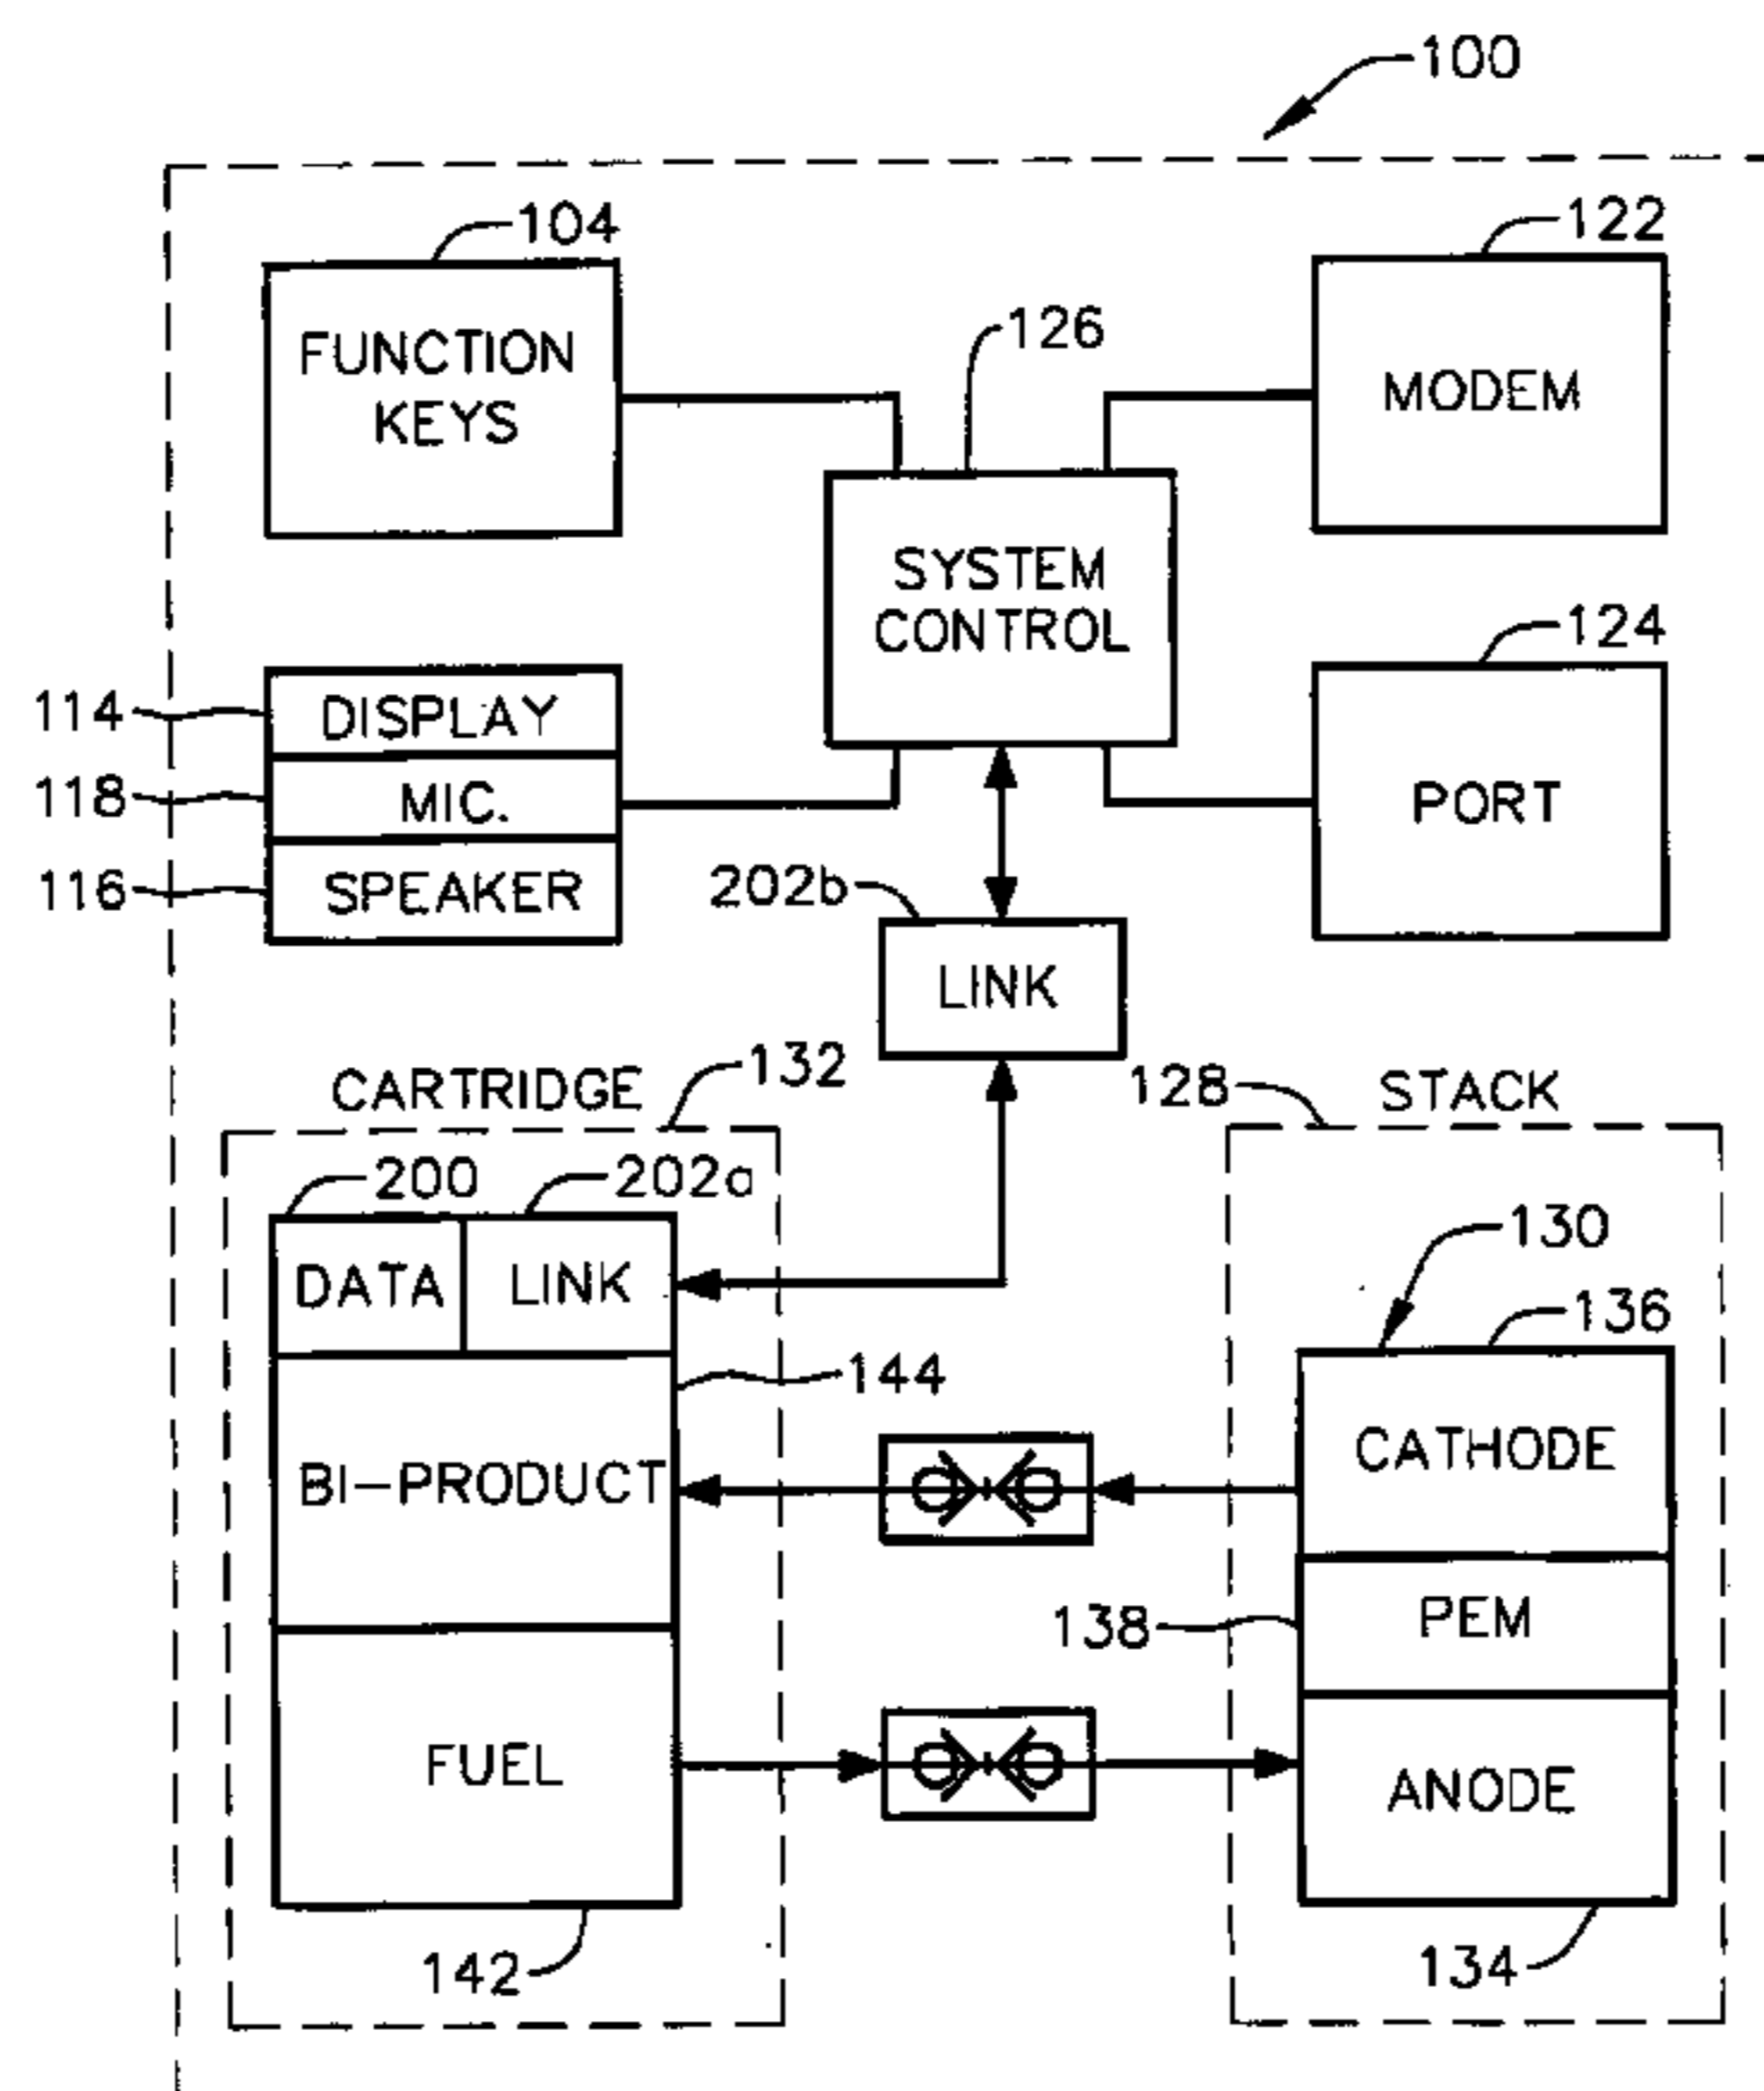 100
104
122
FUNCTION
KEYS
126
MODEM
SYSTEM
CONTROL
124
114
DISPLAY
118
MIC.
PORT
116
SPEAKER
202b
LINK
132
CARTRIDGE
128
STACK
200
202a
130
DATA
LINK
136
144
CATHODE
BI-PRODUCT
138
PEM
FUEL
ANODE
142
134